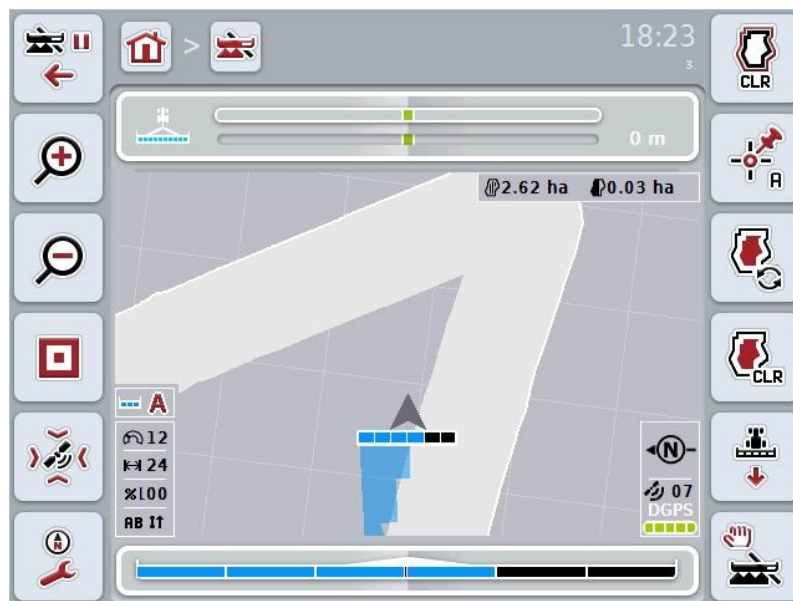 > 18:23
3.
CLR
0 m
A
2.62 ha 0.03 ha
CLR
A
12
24
%100
AB
N
07
DGPS
N